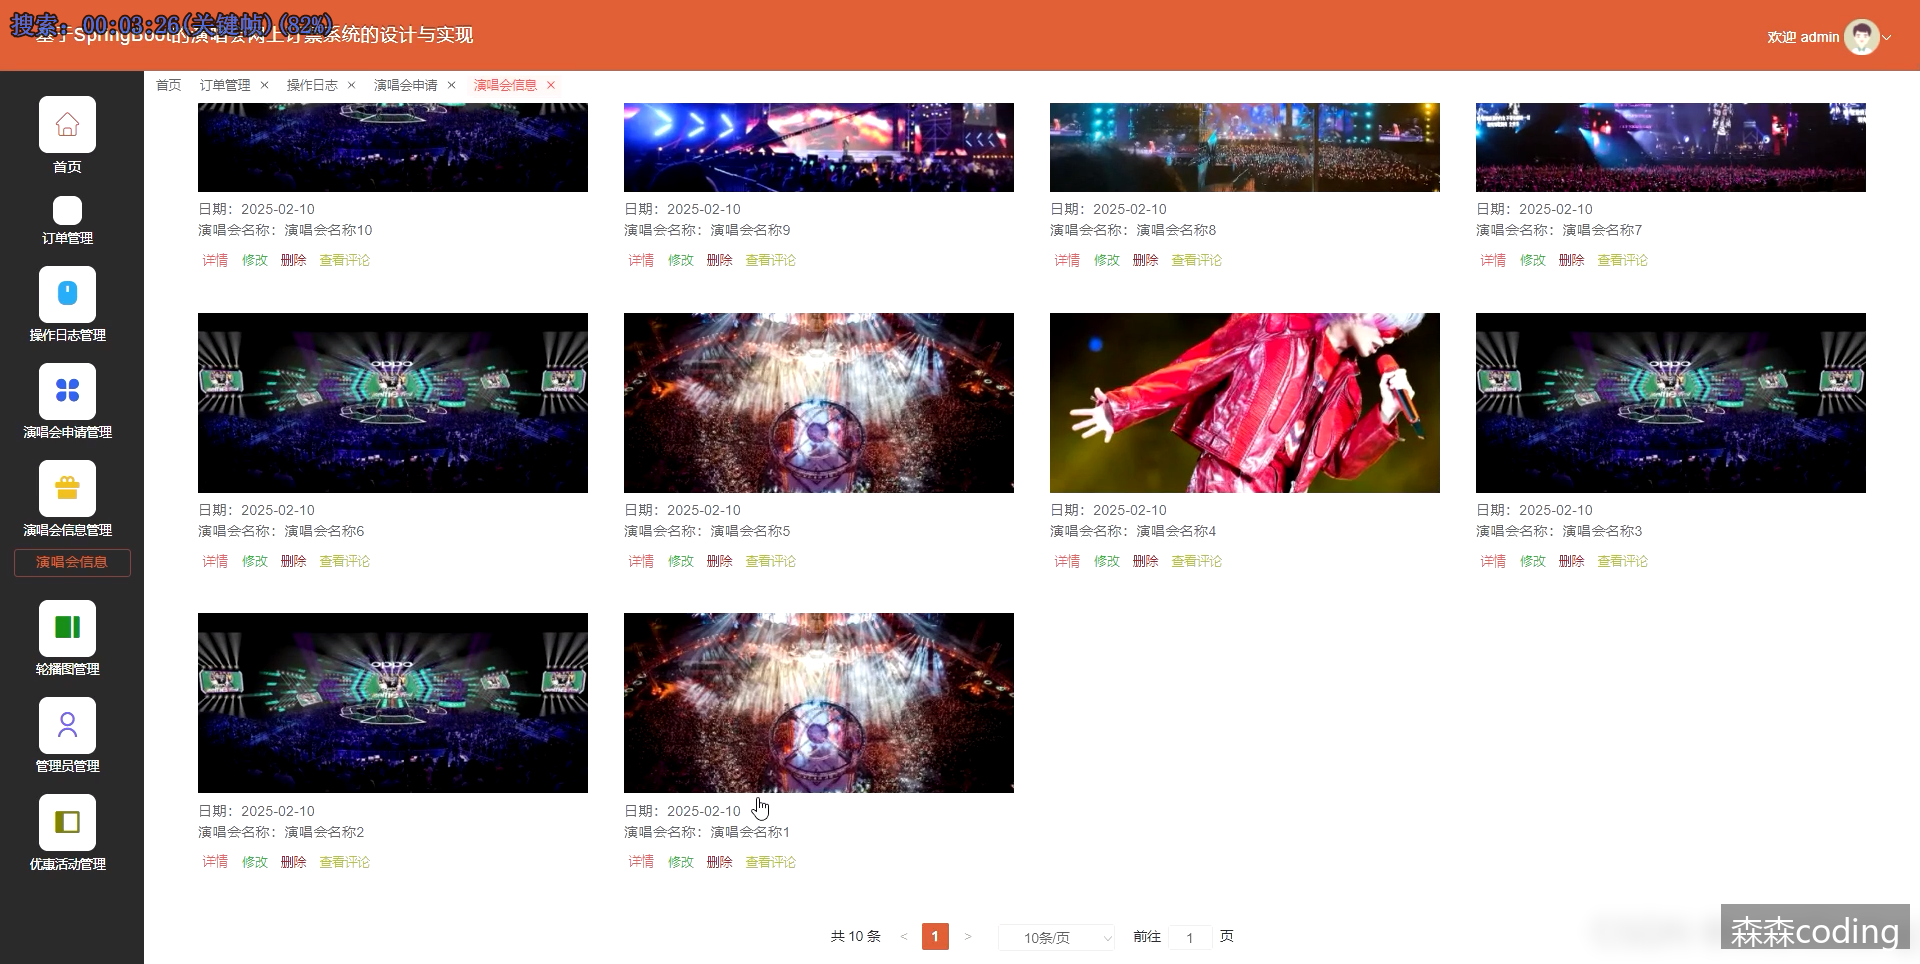 搜索: 00:03:26(关键帧)(82%)
基于SpringBoot的演唱会网上订票系统的设计与实现
欢迎 admin
首页 订单管理 × 操作日志 × 演唱会申请 × 演唱会信息 ×
首页
订单管理
操作日志管理
演唱会申请管理
演唱会信息管理
演唱会信息
轮播图管理
管理员管理
优惠活动管理
日期：2025-02-10
演唱会名称：演唱会名称10
详情 修改 删除 查看评论
日期：2025-02-10
演唱会名称：演唱会名称9
详情 修改 删除 查看评论
日期：2025-02-10
演唱会名称：演唱会名称8
详情 修改 删除 查看评论
日期：2025-02-10
演唱会名称：演唱会名称7
详情 修改 删除 查看评论
oppo
日期：2025-02-10
演唱会名称：演唱会名称6
详情 修改 删除 查看评论
日期：2025-02-10
演唱会名称：演唱会名称5
详情 修改 删除 查看评论
日期：2025-02-10
演唱会名称：演唱会名称4
详情 修改 删除 查看评论
oppo
日期：2025-02-10
演唱会名称：演唱会名称3
详情 修改 删除 查看评论
oppo
日期：2025-02-10
演唱会名称：演唱会名称2
详情 修改 删除 查看评论
日期：2025-02-10
演唱会名称：演唱会名称1
详情 修改 删除 查看评论
共 10 条 < 1 > 10条/页 前往 1 页
森森coding